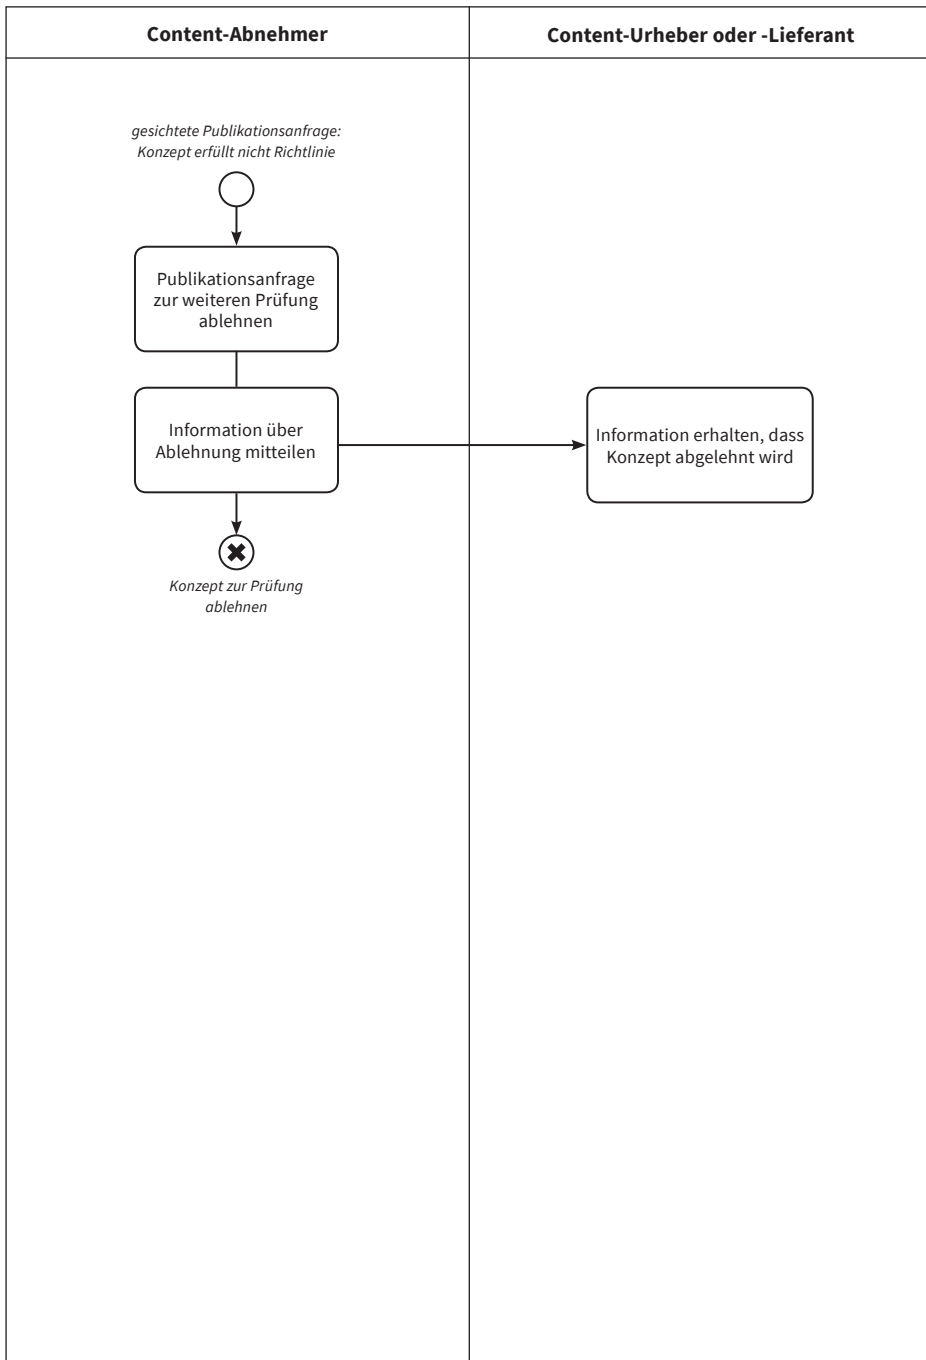 Content-Abnehmer
Content-Urheber oder -Lieferant
gesichtete Publikationsanfrage:
Konzept erfüllt nicht Richtlinie
Publikationsanfrage
zur weiteren Prüfung
ablehnen
Information über
Ablehnung mitteilen
Information erhalten, dass
Konzept abgelehnt wird
Konzept zur Prüfung
ablehnen